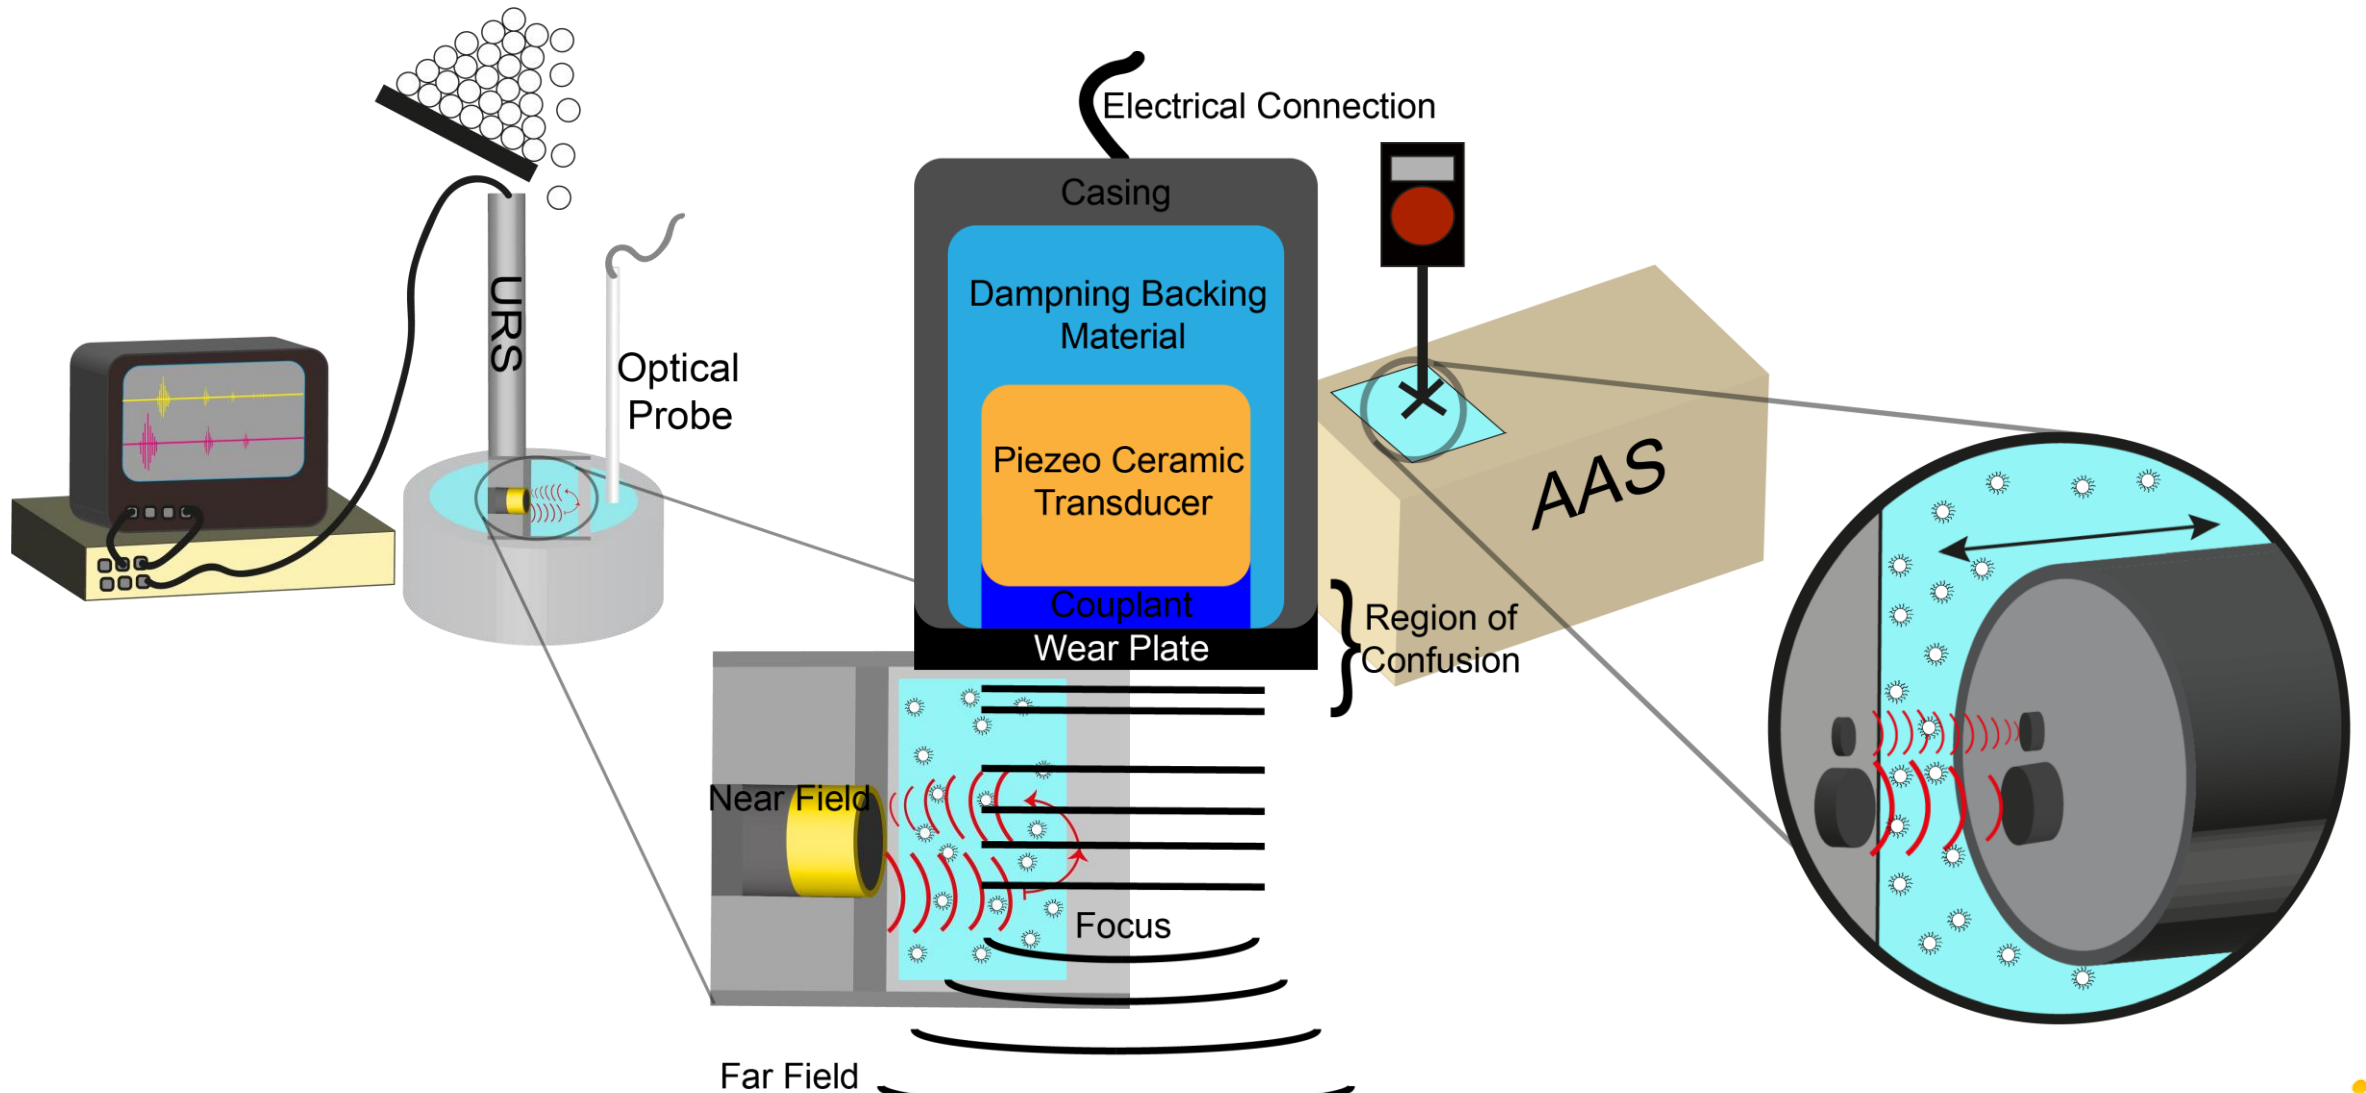 Electrical Connection
Casing
URS
Dampning Backing
Material
Optical
Probe
Piezeo Ceramic
Transducer
AAS
Couplant
Wear Plate
Region of
Confusion
Near Field
Focus
Far Field